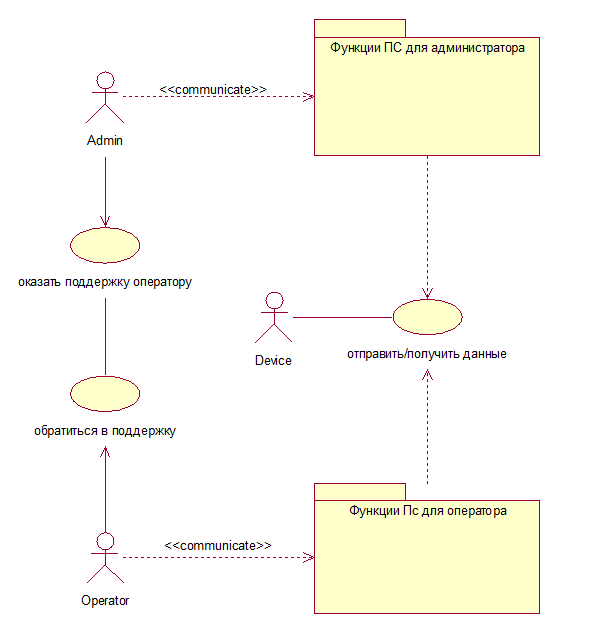 Функции ПС для администратора
<<communicate>>
Admin
оказать поддержку оператору
Device
отправить/получить данные
обратиться в поддержку
Функции Пс для оператора
<<communicate>>
Operator